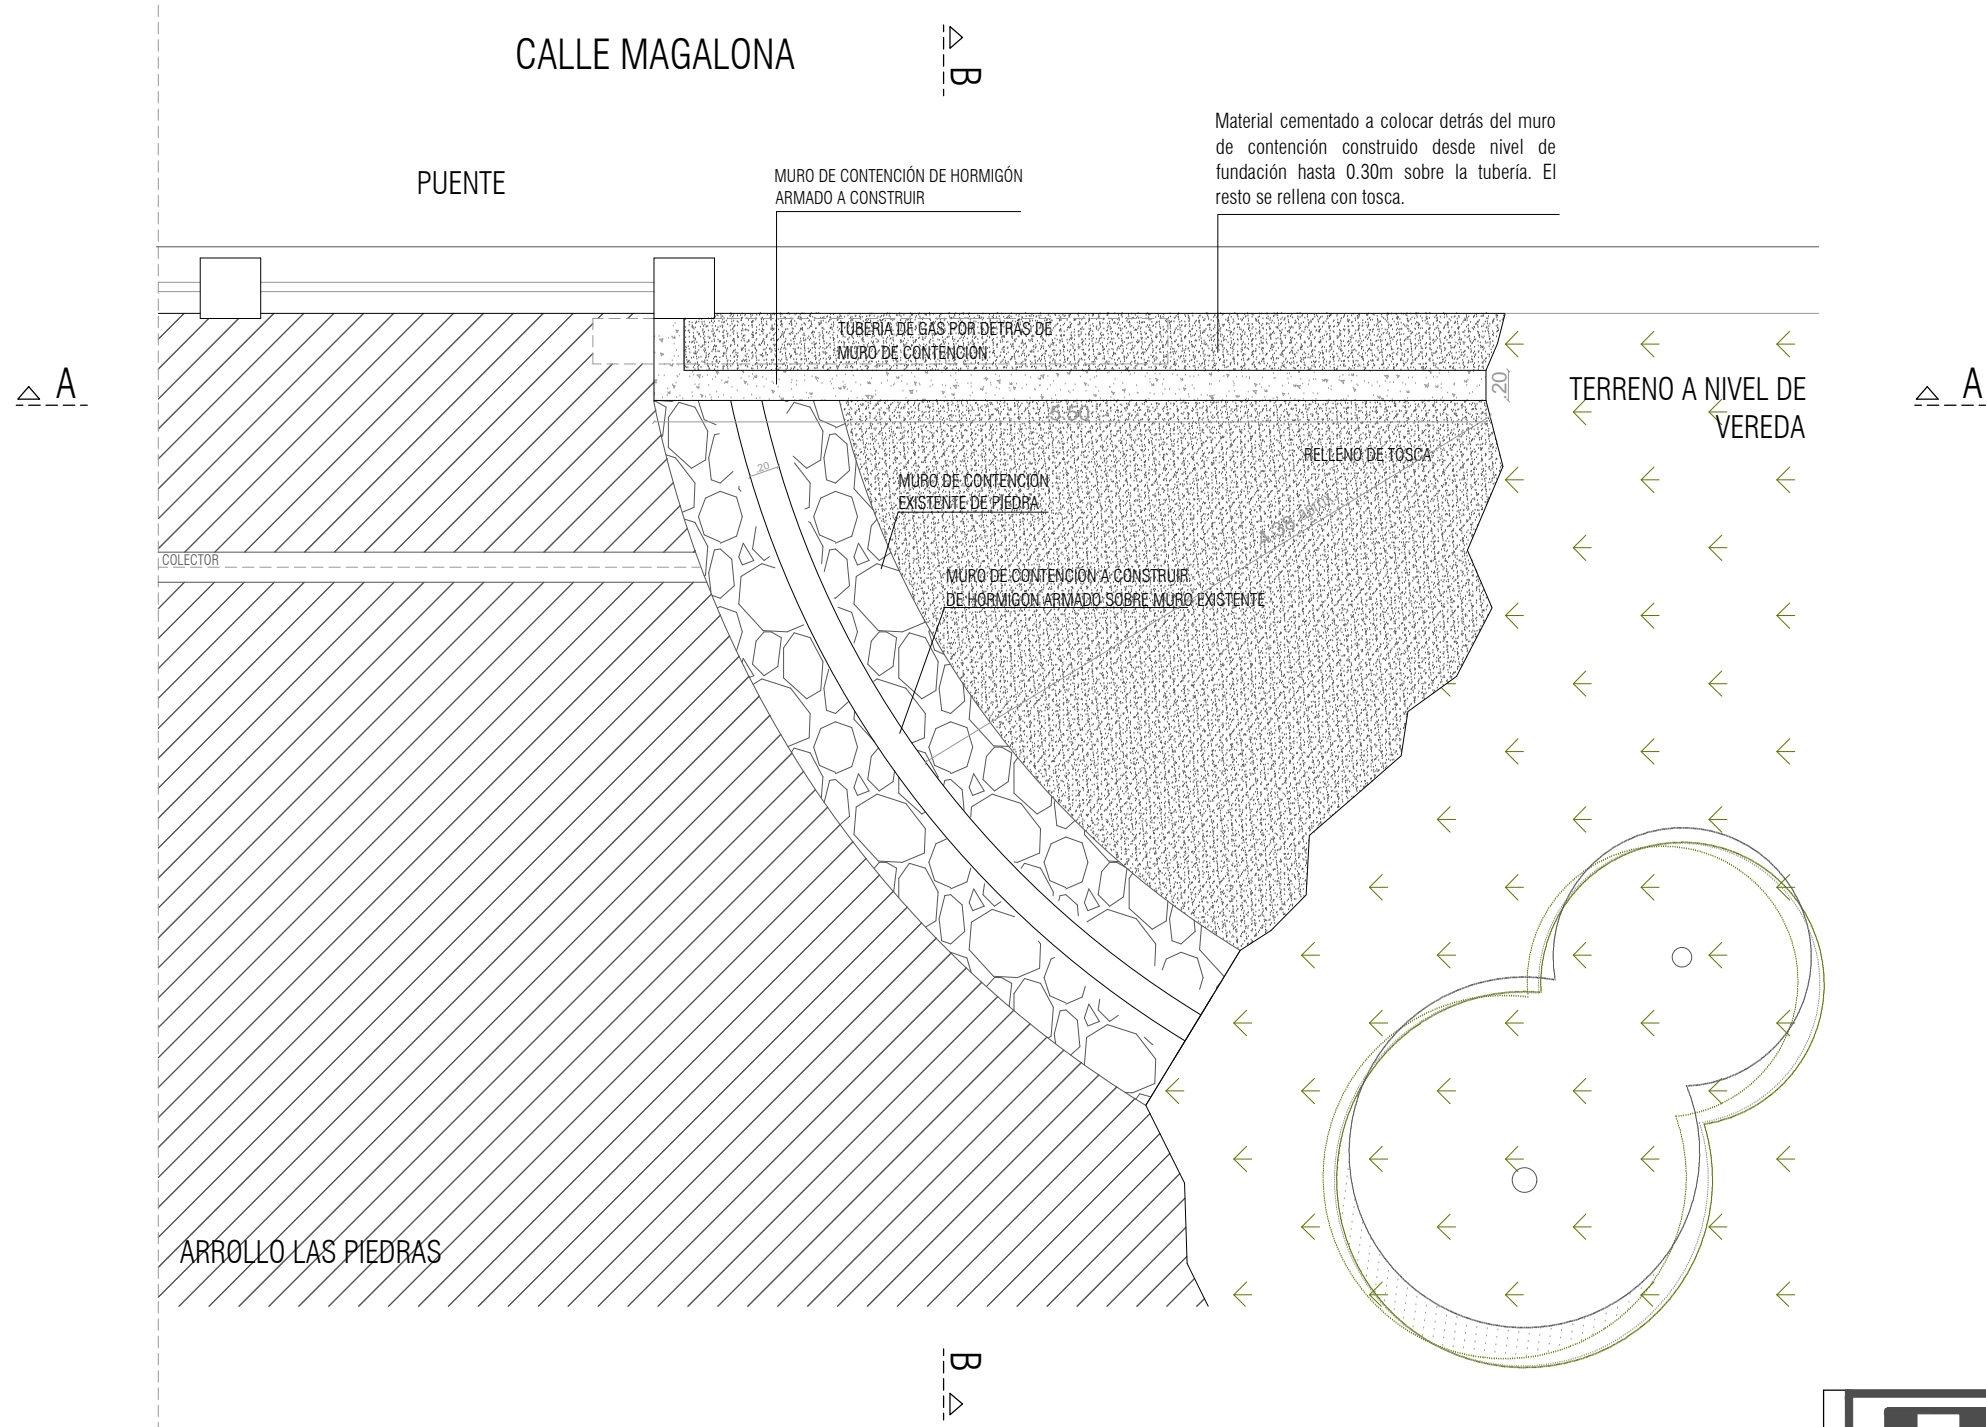 CALLE MAGALONA
B
PUENTE
MURO DE CONTENCIÓN DE HORMIGÓN
ARMADO A CONSTRUIR
Material cementado a colocar detrás del muro
de contención construido desde nivel de
fundación hasta 0.30m sobre la tubería. El
resto se rellena con tosca.
TUBERÍA DE GAS POR DETRÁS DE
MURO DE CONTENCIÓN
A
.20
TERRENO A NIVEL DE
VEREDA
A
5.50
RELLENO DE TOSCA
.20
MURO DE CONTENCIÓN
EXISTENTE DE PIEDRA
4.38 aprox
COLECTOR
MURO DE CONTENCIÓN A CONSTRUIR
DE HORMIGÓN ARMADO SOBRE MURO EXISTENTE
ARROLLO LAS PIEDRAS
B